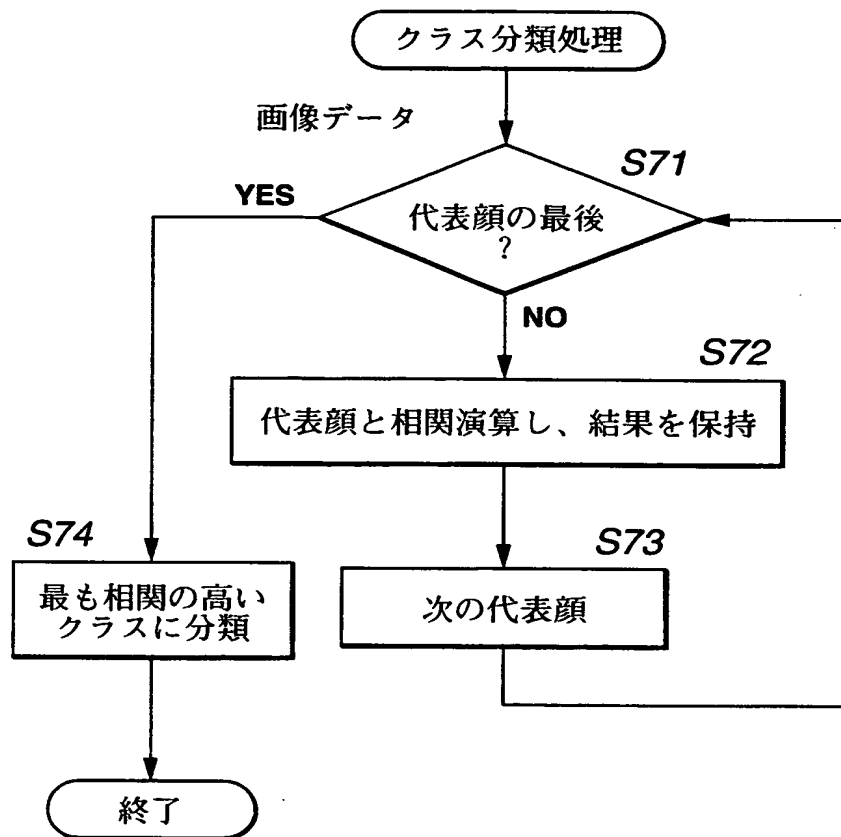 クラス分類処理
画像データ
S71
YES
代表顔の最後
?
NO
S72
代表顔と相関演算し、結果を保持
S74
S73
最も相関の高い
クラスに分類
次の代表顔
終了